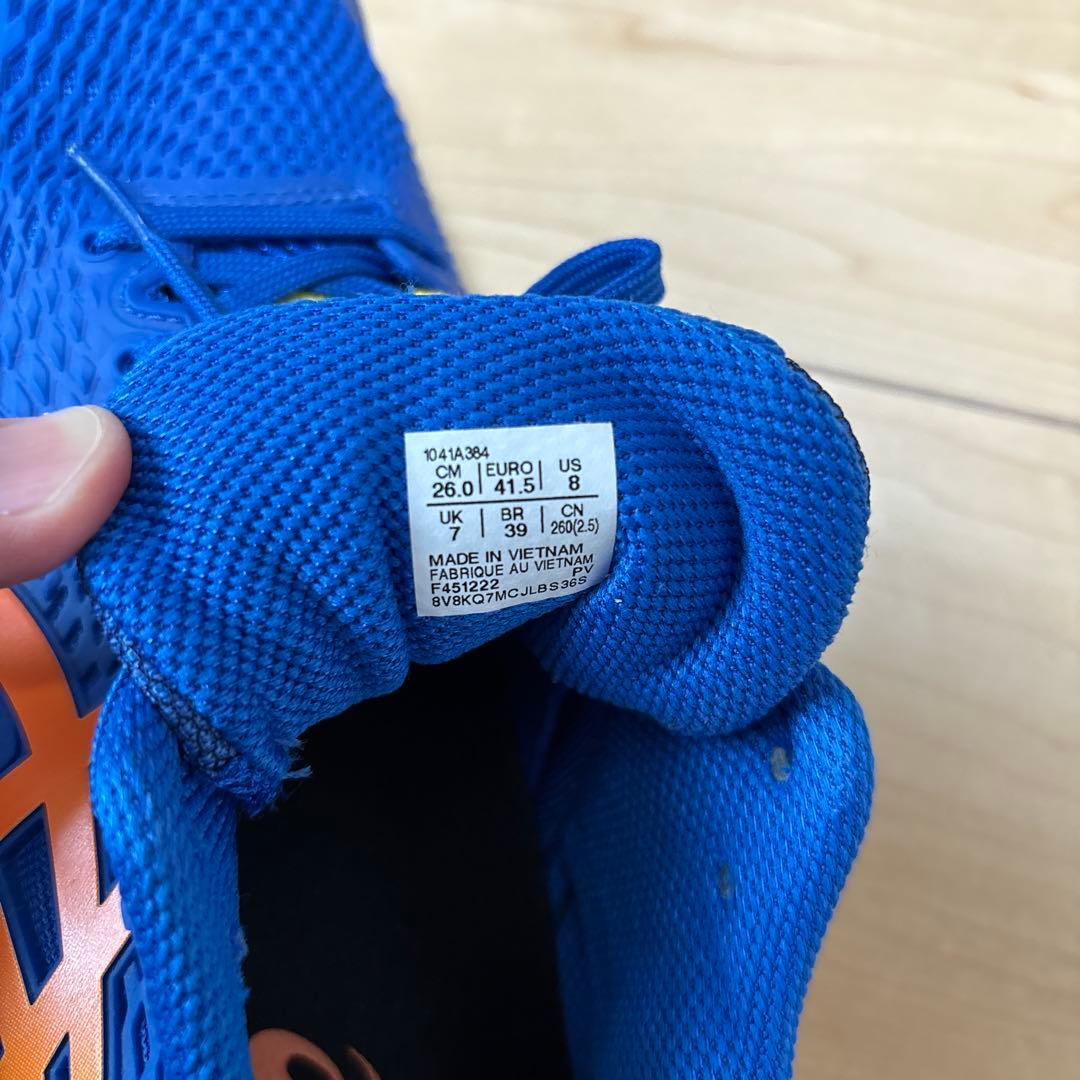 1041A384
CM 26.0 | EURO 41.5 | US 8
UK 7 | BR 39 | CN 260(2.5)
MADE IN VIETNAM
FABRIQUE AU VIETNAM
F451222 PV
8V8KQ7MCJLBS36S